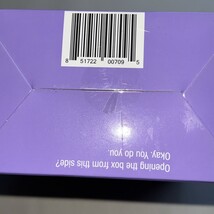 8 51722 00709 5
Opening the box from this side?
Okay. You do you.